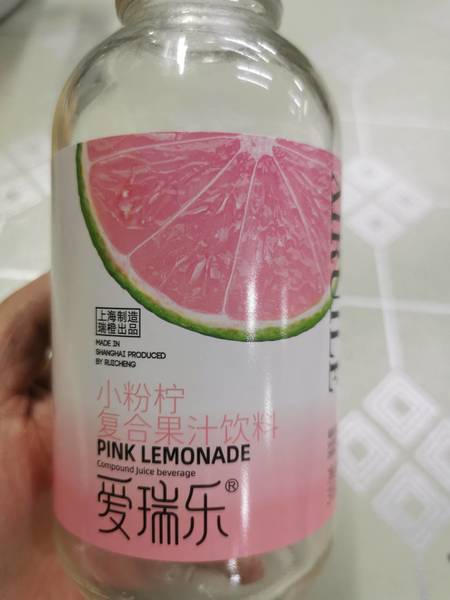 上海制造
瑞橙出品
MADE IN
SHANGHAI PRODUCED
BY RUICHENG
小粉柠
复合果汁饮料
PINK LEMONADE
Compound juice beverage
爱瑞乐®